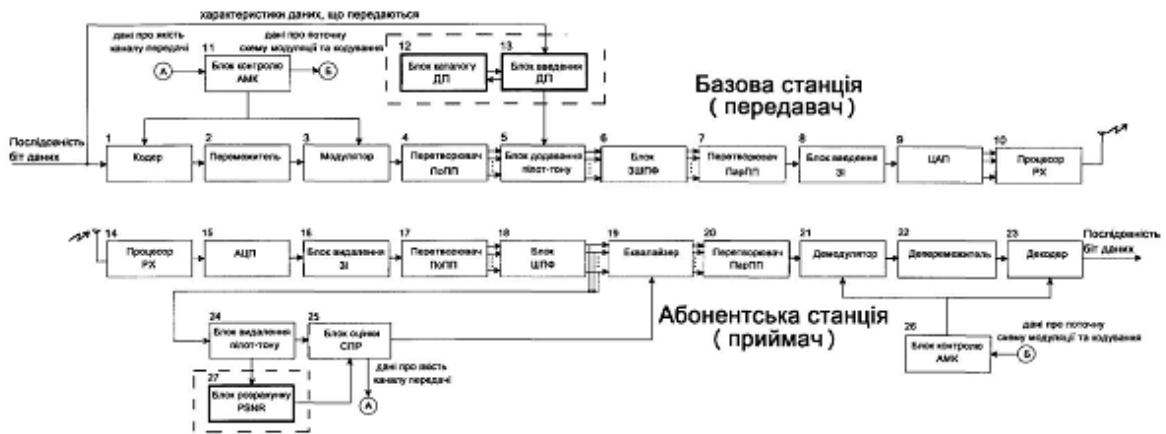 характеристики даних, що передаються
дані про якість
каналу передачі
А
11
Блок контролю
АМК
дані про поточну
схему модуляції та кодування
Б
12
Блок каталогу
ДП
13
Блок введення
ДП
Базова станція
( передавач)
Послідовність
біт даних
1
Кодер
2
Перемежитель
3
Модулятор
4
Перетворювач
ПоПП
5
Блок додавання
пілот-тону
6
Блок
ЗШПФ
7
Перетворювач
ПарПП
8
Блок введення
ЗІ
9
ЦАП
10
Процесор
РХ
14
Процесор
РХ
15
АЦП
16
Блок видалення
ЗІ
17
Перетворювач
ПоПП
18
Блок
ШПФ
19
Еквалайзер
20
Перетворювач
ПарПП
21
Демодулятор
22
Деперемежитель
23
Декодер
Послідовність
біт даних
24
Блок видалення
пілот-тону
25
Блок оцінки
СПР
Абонентська станція
( приймач)
26
Блок контролю
АМК
дані про поточну
схему модуляції та кодування
Б
27
Блок розрахунку
PSNR
дані про якість
каналу передачі
А